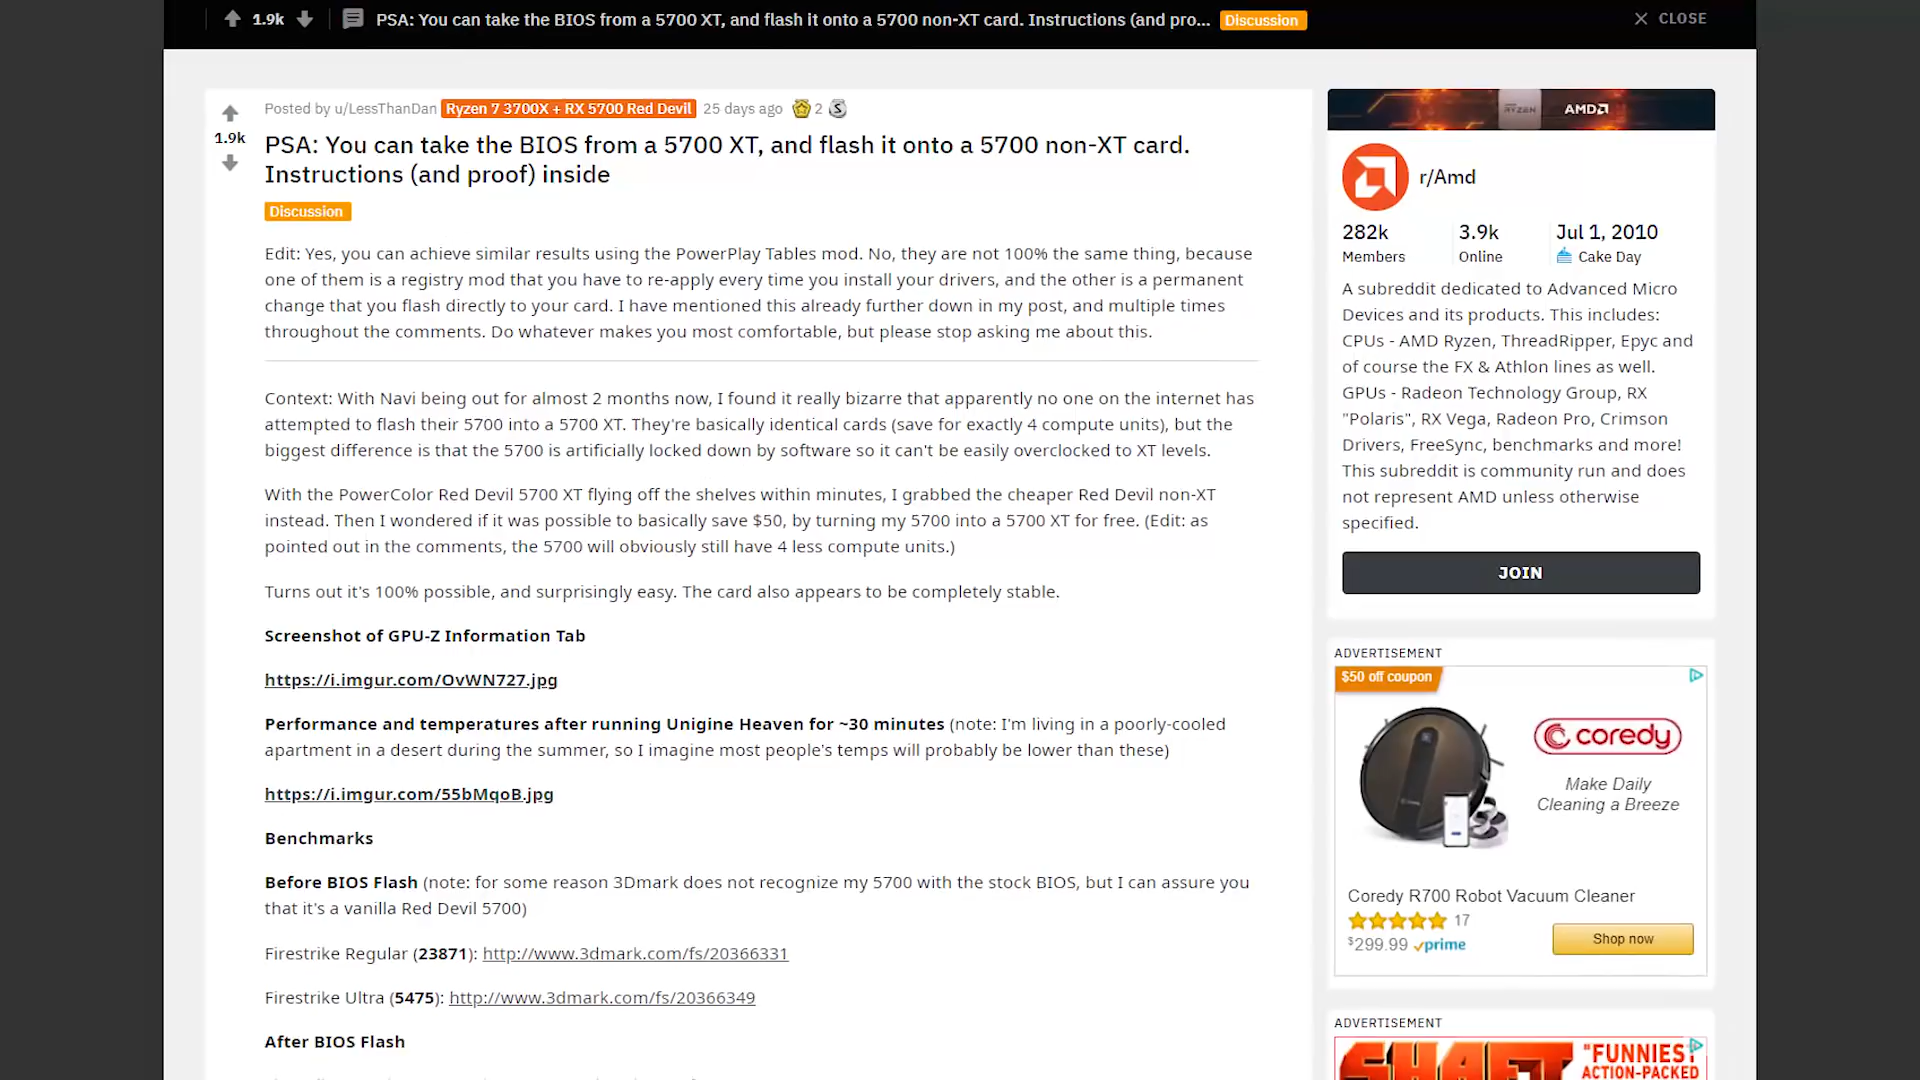 1.9k
PSA: You can take the BIOS from a 5700 XT, and flash it onto a 5700 non-XT card. Instructions (and pro... Discussion
CLOSE
Posted by u/LessThanDan Ryzen 7 3700X + RX 5700 Red Devil 25 days ago 2 S
1.9k
PSA: You can take the BIOS from a 5700 XT, and flash it onto a 5700 non-XT card.
Instructions (and proof) inside
Discussion
Edit: Yes, you can achieve similar results using the PowerPlay Tables mod. No, they are not 100% the same thing, because
one of them is a registry mod that you have to re-apply every time you install your drivers, and the other is a permanent
change that you flash directly to your card. I have mentioned this already further down in my post, and multiple times
throughout the comments. Do whatever makes you most comfortable, but please stop asking me about this.
Context: With Navi being out for almost 2 months now, I found it really bizarre that apparently no one on the internet has
attempted to flash their 5700 into a 5700 XT. They're basically identical cards (save for exactly 4 compute units), but the
biggest difference is that the 5700 is artificially locked down by software so it can't be easily overclocked to XT levels.
With the PowerColor Red Devil 5700 XT flying off the shelves within minutes, I grabbed the cheaper Red Devil non-XT
instead. Then I wondered if it was possible to basically save $50, by turning my 5700 into a 5700 XT for free. (Edit: as
pointed out in the comments, the 5700 will obviously still have 4 less compute units.)
Turns out it's 100% possible, and surprisingly easy. The card also appears to be completely stable.
Screenshot of GPU-Z Information Tab
https://i.imgur.com/OvWN727.jpg
Performance and temperatures after running Unigine Heaven for ~30 minutes (note: I'm living in a poorly-cooled
apartment in a desert during the summer, so I imagine most people's temps will probably be lower than these)
https://i.imgur.com/55bMqoB.jpg
Benchmarks
Before BIOS Flash (note: for some reason 3Dmark does not recognize my 5700 with the stock BIOS, but I can assure you
that it's a vanilla Red Devil 5700)
Firestrike Regular (23871): http://www.3dmark.com/fs/20366331
Firestrike Ultra (5475): http://www.3dmark.com/fs/20366349
After BIOS Flash
RYZEN
AMD
r/Amd
282k
Members
3.9k
Online
Jul 1, 2010
Cake Day
A subreddit dedicated to Advanced Micro
Devices and its products. This includes:
CPUs - AMD Ryzen, ThreadRipper, Epyc and
of course the FX & Athlon lines as well.
GPUs - Radeon Technology Group, RX
"Polaris", RX Vega, Radeon Pro, Crimson
Drivers, FreeSync, benchmarks and more!
This subreddit is community run and does
not represent AMD unless otherwise
specified.
JOIN
ADVERTISEMENT
$50 off coupon
coredy
Make Daily
Cleaning a Breeze
Coredy R700 Robot Vacuum Cleaner
17
$299.99 prime
Shop now
ADVERTISEMENT
SHAFT
"FUNNIEST
ACTION-PACKED